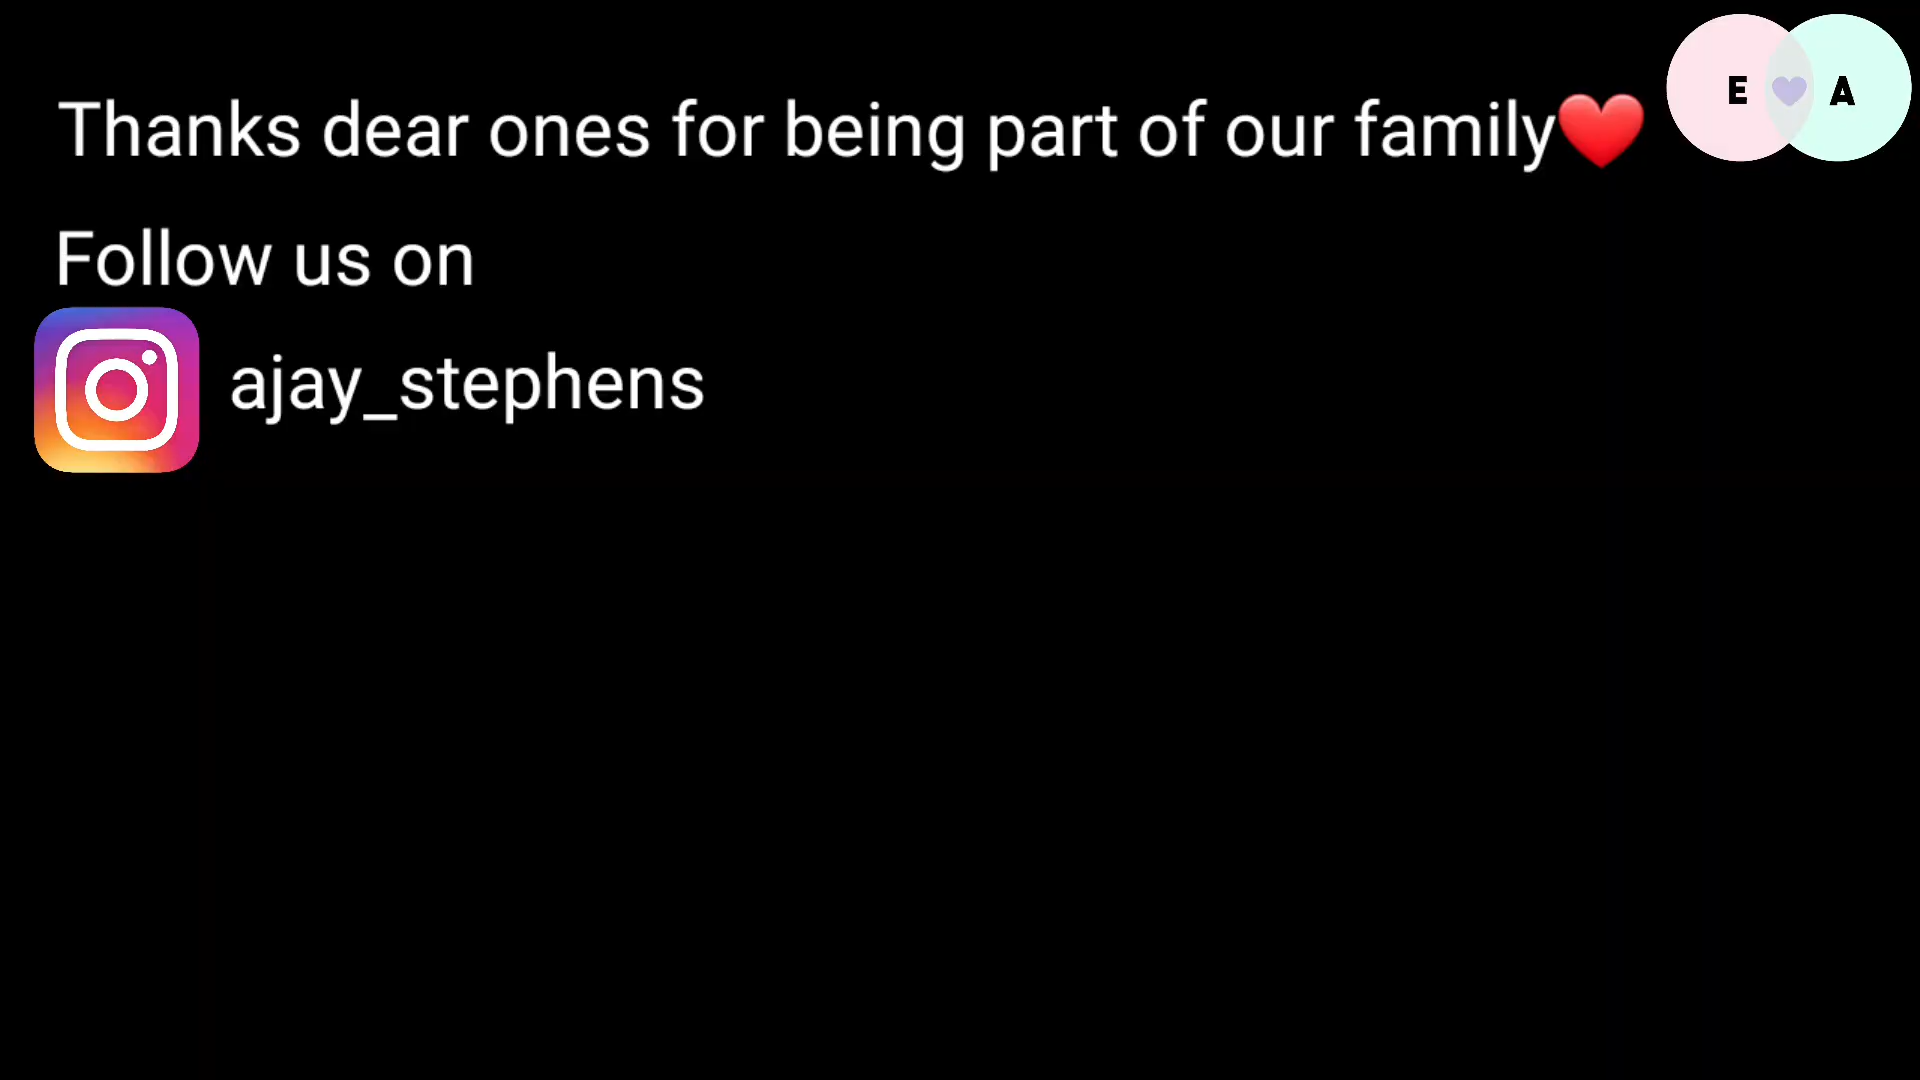 Thanks dear ones for being part of our family❤️
E A
Follow us on
ajay_stephens